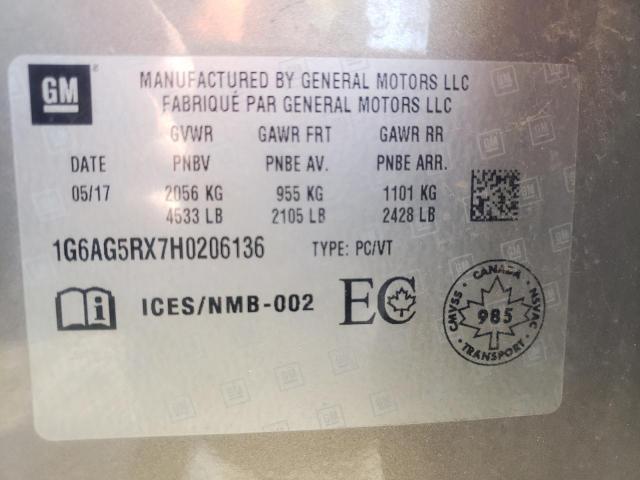 GM
MANUFACTURED BY GENERAL MOTORS LLC
FABRIQUÉ PAR GENERAL MOTORS LLC
GVWR GAWR FRT GAWR RR
DATE PNBV PNBE AV. PNBE ARR.
05/17 2056 KG 955 KG 1101 KG
4533 LB 2105 LB 2428 LB
1G6AG5RX7H0206136 TYPE: PC/VT
i ICES/NMB-002 EC
CANADA
CMVSS 985 NSVAC
TRANSPORT